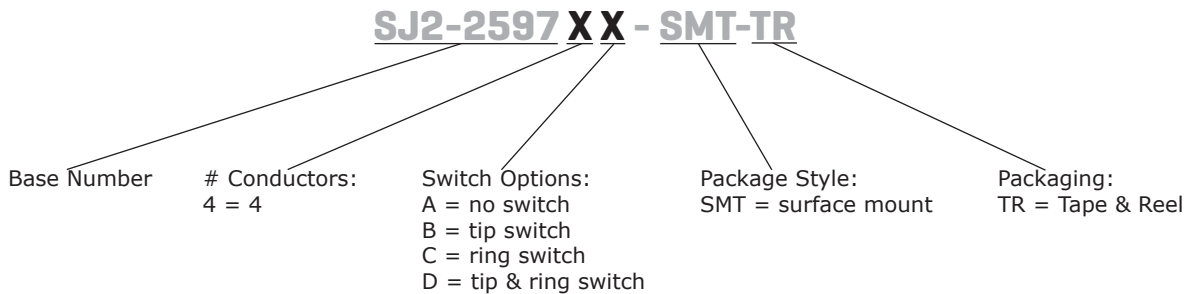 SJ2-2597 X X - SMT-TR
Base Number
# Conductors:
4 = 4
Switch Options:
A = no switch
B = tip switch
C = ring switch
D = tip & ring switch
Package Style:
SMT = surface mount
Packaging:
TR = Tape & Reel